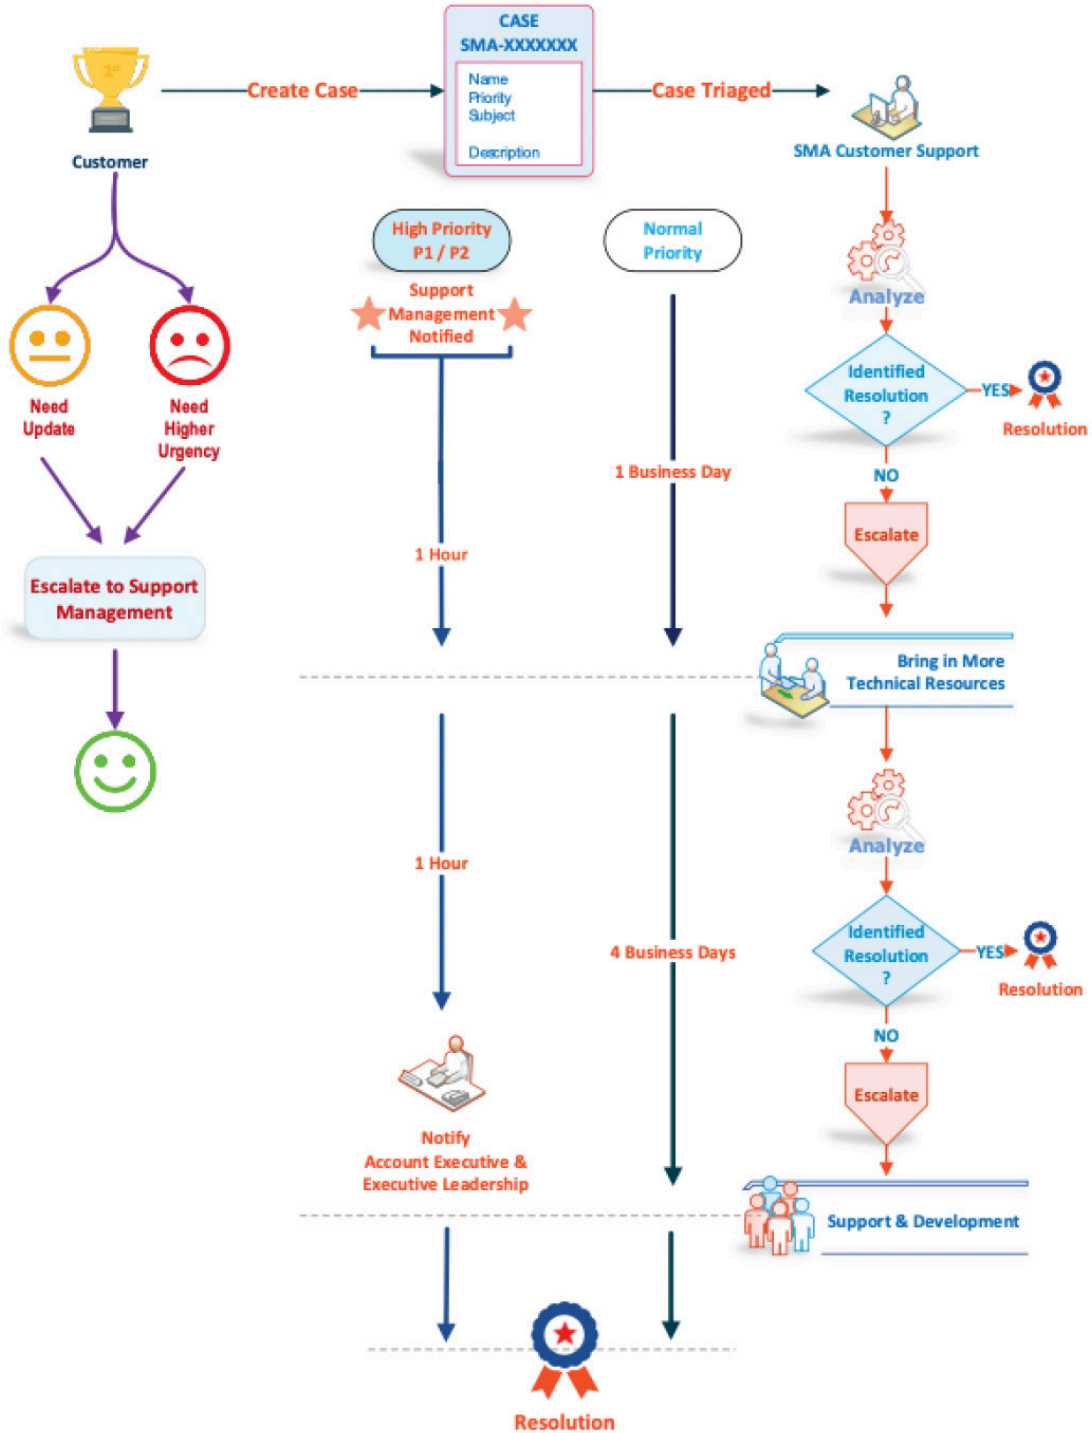 CASE
SMA-XXXXXXX
Name
Priority
Subject
Description
1st
Create Case
Case Triaged
Customer
SMA Customer Support
High Priority
P1 / P2
Normal
Priority
Support
Management
Notified
Analyze
Identified
Resolution
?
YES
Resolution
Need
Update
Need
Higher
Urgency
1 Business Day
NO
1 Hour
Escalate
Escalate to Support
Management
Bring in More
Technical Resources
Analyze
1 Hour
4 Business Days
Identified
Resolution
?
YES
Resolution
NO
Escalate
Notify
Account Executive &
Executive Leadership
Support & Development
Resolution